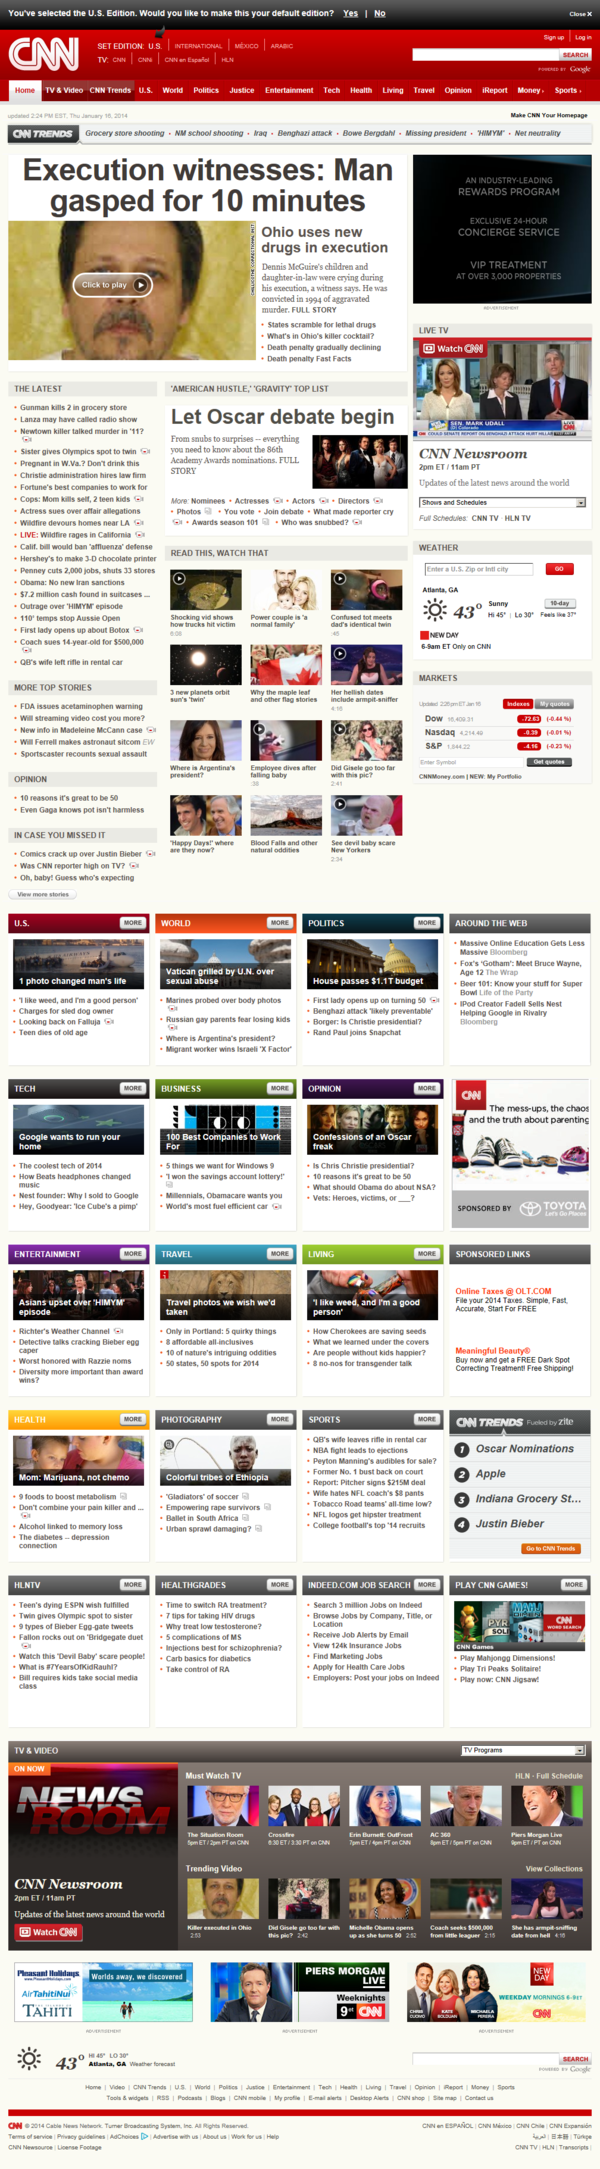 You've selected the U.S. Edition. Would you like to make this your default edition? Yes | No
Close
CNN
SET EDITION: U.S. INTERNATIONAL MÉXICO ARABIC
TV: CNN CNNI CNN en Español HLN
Sign up Log in
SEARCH
POWERED BY Google
Home TV & Video CNN Trends U.S. World Politics Justice Entertainment Tech Health Living Travel Opinion iReport Money Sports
updated 2:24 PM EST, Thu January 16, 2014
Make CNN Your Homepage
CNN TRENDS Grocery store shooting • NM school shooting • Iraq • Benghazi attack • Bowe Bergdahl • Missing president • 'HIMYM' • Net neutrality
Execution witnesses: Man gasped for 10 minutes
Click to play
Ohio uses new drugs in execution
Dennis McGuire's children and
daughter-in-law were crying during
his execution, a witness says. He was
convicted in 1994 of aggravated
murder. FULL STORY
States scramble for lethal drugs
What's in Ohio's killer cocktail?
Death penalty gradually declining
Death penalty Fast Facts
AN INDUSTRY-LEADING
REWARDS PROGRAM
EXCLUSIVE 24-HOUR
CONCIERGE SERVICE
VIP TREATMENT
AT OVER 3,000 PROPERTIES
ADVERTISEMENT
THE LATEST
Gunman kills 2 in grocery store
Lanza may have called radio show
Newtown killer talked murder in '11?
Sister gives Olympics spot to twin
Pregnant in W.Va.? Don't drink this
Christie administration hires law firm
Fortune's best companies to work for
Cops: Mom kills self, 2 teen kids
Actress sues over affair allegations
Wildfire devours homes near LA
LIVE: Wildfire rages in California
Calif. bill would ban 'affluenza' defense
Hershey's to make 3-D chocolate printer
Penney cuts 2,000 jobs, shuts 33 stores
Obama: No new Iran sanctions
$7.2 million cash found in suitcases ...
Outrage over 'HIMYM' episode
110° temps stop Aussie Open
First lady opens up about Botox
Coach sues 14-year-old for $500,000
QB's wife left rifle in rental car
MORE TOP STORIES
FDA issues acetaminophen warning
Will streaming video cost you more?
New info in Madeleine McCann case
Will Ferrell makes astronaut sitcom EW
Sportscaster recounts sexual assault
OPINION
10 reasons it's great to be 50
Even Gaga knows pot isn't harmless
IN CASE YOU MISSED IT
Comics crack up over Justin Bieber
Was CNN reporter high on TV?
Oh, baby! Guess who's expecting
View more stories
'AMERICAN HUSTLE,' 'GRAVITY' TOP LIST
Let Oscar debate begin
From snubs to surprises -- everything
you need to know about the 86th
Academy Awards nominations. FULL
STORY
More: Nominees • Actresses • Actors • Directors
• Photos • You vote • Join debate • What made reporter cry
• Awards season 101 • Who was snubbed?
READ THIS, WATCH THAT
Shocking vid shows how trucks hit victim
Power couple is 'a normal family'
Confused tot meets dad's identical twin :45
3 new planets orbit sun's 'twin'
Why the maple leaf and other flag stories
Her hellish dates include armpit-sniffer 4:16
Where is Argentina's president?
Employee dives after falling baby :38
Did Gisele go too far with this pic? 2:41
'Happy Days!' where are they now?
Blood Falls and other natural oddities
See devil baby scare New Yorkers 2:34
LIVE TV
Watch CNN
SEN. MARK UDALL
CNN Newsroom
2pm ET / 11am PT
Updates of the latest news around the world
Shows and Schedules
Full Schedules: CNN TV · HLN TV
WEATHER
Enter a U.S. Zip or Intl city
GO
Atlanta, GA
43° Sunny
Hi 45° Lo 30°
10-day
Feels like 37°
NEW DAY
6-9am ET Only on CNN
MARKETS
Updated 2:26pm ET Jan 16 Indexes My quotes
Dow 16,409.31 -72.63 (-0.44 %)
Nasdaq 4,214.49 -0.39 (-0.01 %)
S&P 1,844.22 -4.16 (-0.23 %)
Enter Symbol Get quotes
CNNMoney.com | NEW: My Portfolio
U.S. MORE
1 photo changed man's life
'I like weed, and I'm a good person'
Charges for sled dog owner
Looking back on Falluja
Teen dies of old age
WORLD MORE
Vatican grilled by U.N. over sexual abuse
Marines probed over body photos
Russian gay parents fear losing kids
Where is Argentina's president?
Migrant worker wins Israeli 'X Factor'
POLITICS MORE
House passes $1.1T budget
First lady opens up on turning 50
Benghazi attack 'likely preventable'
Borger: Is Christie presidential?
Rand Paul joins Snapchat
AROUND THE WEB
Massive Online Education Gets Less Massive Bloomberg
Fox's 'Gotham': Meet Bruce Wayne, Age 12 The Wrap
Beer 101: Know your stuff for Super Bowl Life of the Party
IPod Creator Fadell Sells Nest Helping Google in Rivalry Bloomberg
TECH MORE
Google wants to run your home
The coolest tech of 2014
How Beats headphones changed music
Nest founder: Why I sold to Google
Hey, Goodyear: 'Ice Cube's a pimp'
BUSINESS MORE
100 Best Companies to Work For
5 things we want for Windows 9
'I won the savings account lottery!'
Millennials, Obamacare wants you
World's most fuel efficient car
OPINION MORE
Confessions of an Oscar freak
Is Chris Christie presidential?
10 reasons it's great to be 50
What should Obama do about NSA?
Vets: Heroes, victims, or ___?
CNN
The mess-ups, the chaos
and the truth about parenting
SPONSORED BY TOYOTA
Let's Go Places
ENTERTAINMENT MORE
Asians upset over 'HIMYM' episode
Richter's Weather Channel
Detective talks cracking Bieber egg caper
Worst honored with Razzie noms
Diversity more important than award wins?
TRAVEL MORE
Travel photos we wish we'd taken
Only in Portland: 5 quirky things
8 affordable all-inclusives
10 of nature's intriguing oddities
50 states, 50 spots for 2014
LIVING MORE
'I like weed, and I'm a good person'
How Cherokees are saving seeds
What we learned under the covers
Are people without kids happier?
8 no-nos for transgender talk
SPONSORED LINKS
Online Taxes @ OLT.COM
File your 2014 Taxes. Simple, Fast,
Accurate, Start For FREE
Meaningful Beauty®
Buy now and get a FREE Dark Spot
Correcting Treatment! Free Shipping!
HEALTH MORE
Mom: Marijuana, not chemo
9 foods to boost metabolism
Don't combine your pain killer and ...
Alcohol linked to memory loss
The diabetes -- depression connection
PHOTOGRAPHY MORE
Colorful tribes of Ethiopia
'Gladiators' of soccer
Empowering rape survivors
Ballet in South Africa
Urban sprawl damaging?
SPORTS MORE
QB's wife leaves rifle in rental car
NBA fight leads to ejections
Peyton Manning's audibles for sale?
Former No. 1 bust back on court
Report: Pitcher signs $215M deal
Wife hates NFL coach's $8 pants
Tobacco Road teams' all-time low?
NFL logos get hipster treatment
College football's top '14 recruits
CNN TRENDS Fueled by zite
1 Oscar Nominations
2 Apple
3 Indiana Grocery St...
4 Justin Bieber
Go to CNN Trends
HLNTV MORE
Teen's dying ESPN wish fulfilled
Twin gives Olympic spot to sister
9 types of Bieber Egg-gate tweets
Fallon rocks out on 'Bridgegate duet
Watch this 'Devil Baby' scare people!
What is #7YearsOfKidRauhl?
Bill requires kids take social media class
HEALTHGRADES MORE
Time to switch RA treatment?
7 tips for taking HIV drugs
Why treat low testosterone?
5 complications of MS
Injections best for schizophrenia?
Carb basics for diabetics
Take control of RA
INDEED.COM JOB SEARCH MORE
Search 3 million Jobs on Indeed
Browse Jobs by Company, Title, or Location
Receive Job Alerts by Email
View 124k Insurance Jobs
Find Marketing Jobs
Apply for Health Care Jobs
Employers: Post your jobs on Indeed
PLAY CNN GAMES! MORE
CNN Games
Play Mahjongg Dimensions!
Play Tri Peaks Solitaire!
Play now: CNN Jigsaw!
TV & VIDEO
TV Programs
ON NOW
NEWS ROOM
CNN Newsroom
2pm ET / 11am PT
Updates of the latest news around the world
Watch CNN
Must Watch TV HLN - Full Schedule
The Situation Room 5pm ET / 2pm PT on CNN
Crossfire 6:30 ET / 3:30 PT on CNN
Erin Burnett: OutFront 7pm ET / 4pm PT on CNN
AC 360 8pm ET / 5pm PT on CNN
Piers Morgan Live 9pm ET / PT on CNN
Trending Video View Collections
Killer executed in Ohio 2:53
Did Gisele go too far with this pic? 2:42
Michelle Obama opens up as she turns 50 2:52
Coach seeks $500,000 from little leaguer 2:15
She has armpit-sniffing date from hell 4:16
Pleasant Holidays
AirTahitiNui
TAHITI
Worlds away, we discovered
PIERS MORGAN LIVE
Weeknights
9ET CNN
NEW DAY
CHRIS CUOMO KATE BOLDUAN MICHAELA PEREIRA
WEEKDAY MORNINGS 6-9ET
CNN
ADVERTISEMENT ADVERTISEMENT ADVERTISEMENT
43° HI 45° LO 30°
Atlanta, GA Weather forecast
SEARCH
POWERED BY Google
Home | Video | CNN Trends | U.S. | World | Politics | Justice | Entertainment | Tech | Health | Living | Travel | Opinion | iReport | Money | Sports
Tools & widgets | RSS | Podcasts | Blogs | CNN mobile | My profile | E-mail alerts | Desktop Alerts | CNN shop | Site map | Contact us
CNN © 2014 Cable News Network. Turner Broadcasting System, Inc. All Rights Reserved.
Terms of service | Privacy guidelines | AdChoices | Advertise with us | About us | Work for us | Help
CNN Newsource | License Footage
CNN en ESPAÑOL | CNN México | CNN Chile | CNN Expansión
العربية | 日本語 | Türkçe
CNN TV | HLN | Transcripts